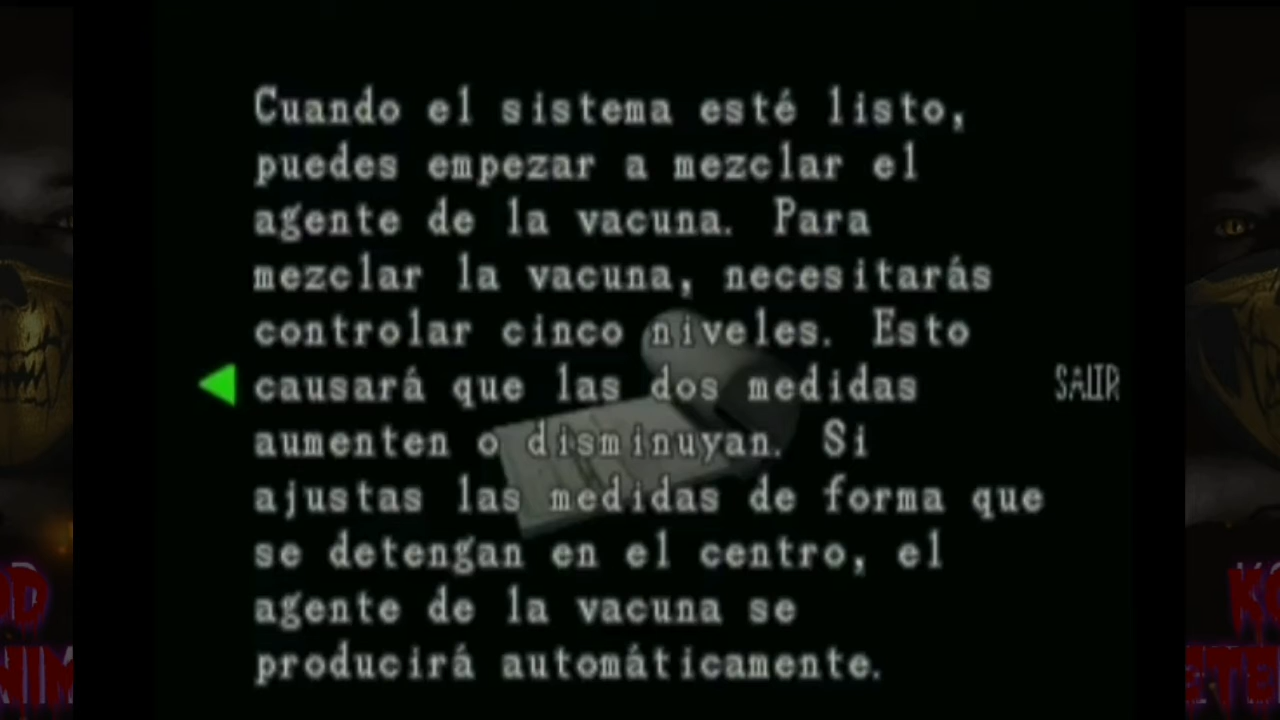 Cuando el sistema esté listo,
puedes empezar a mezclar el
agente de la vacuna. Para
mezclar la vacuna, necesitarás
controlar cinco niveles. Esto
causará que las dos medidas
SALIR
aumenten o disminuyan. Si
ajustas las medidas de forma que
se detengan en el centro, el
agente de la vacuna se
producirá automáticamente.